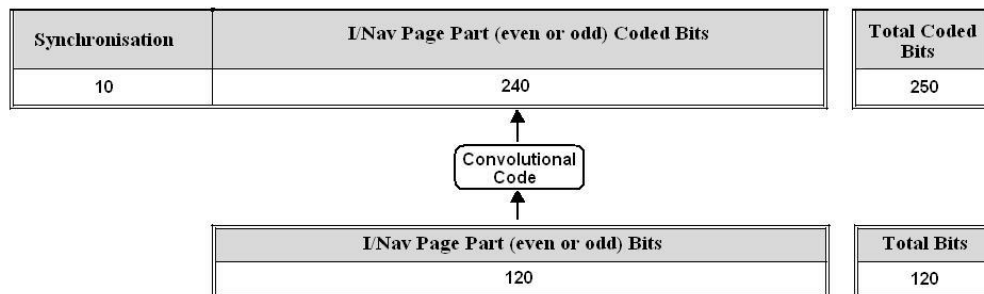 Synchronisation I/Nav Page Part (even or odd) Coded Bits Total Coded
Bits
10 240 250
Convolutional
Code
I/Nav Page Part (even or odd) Bits Total Bits
120 120